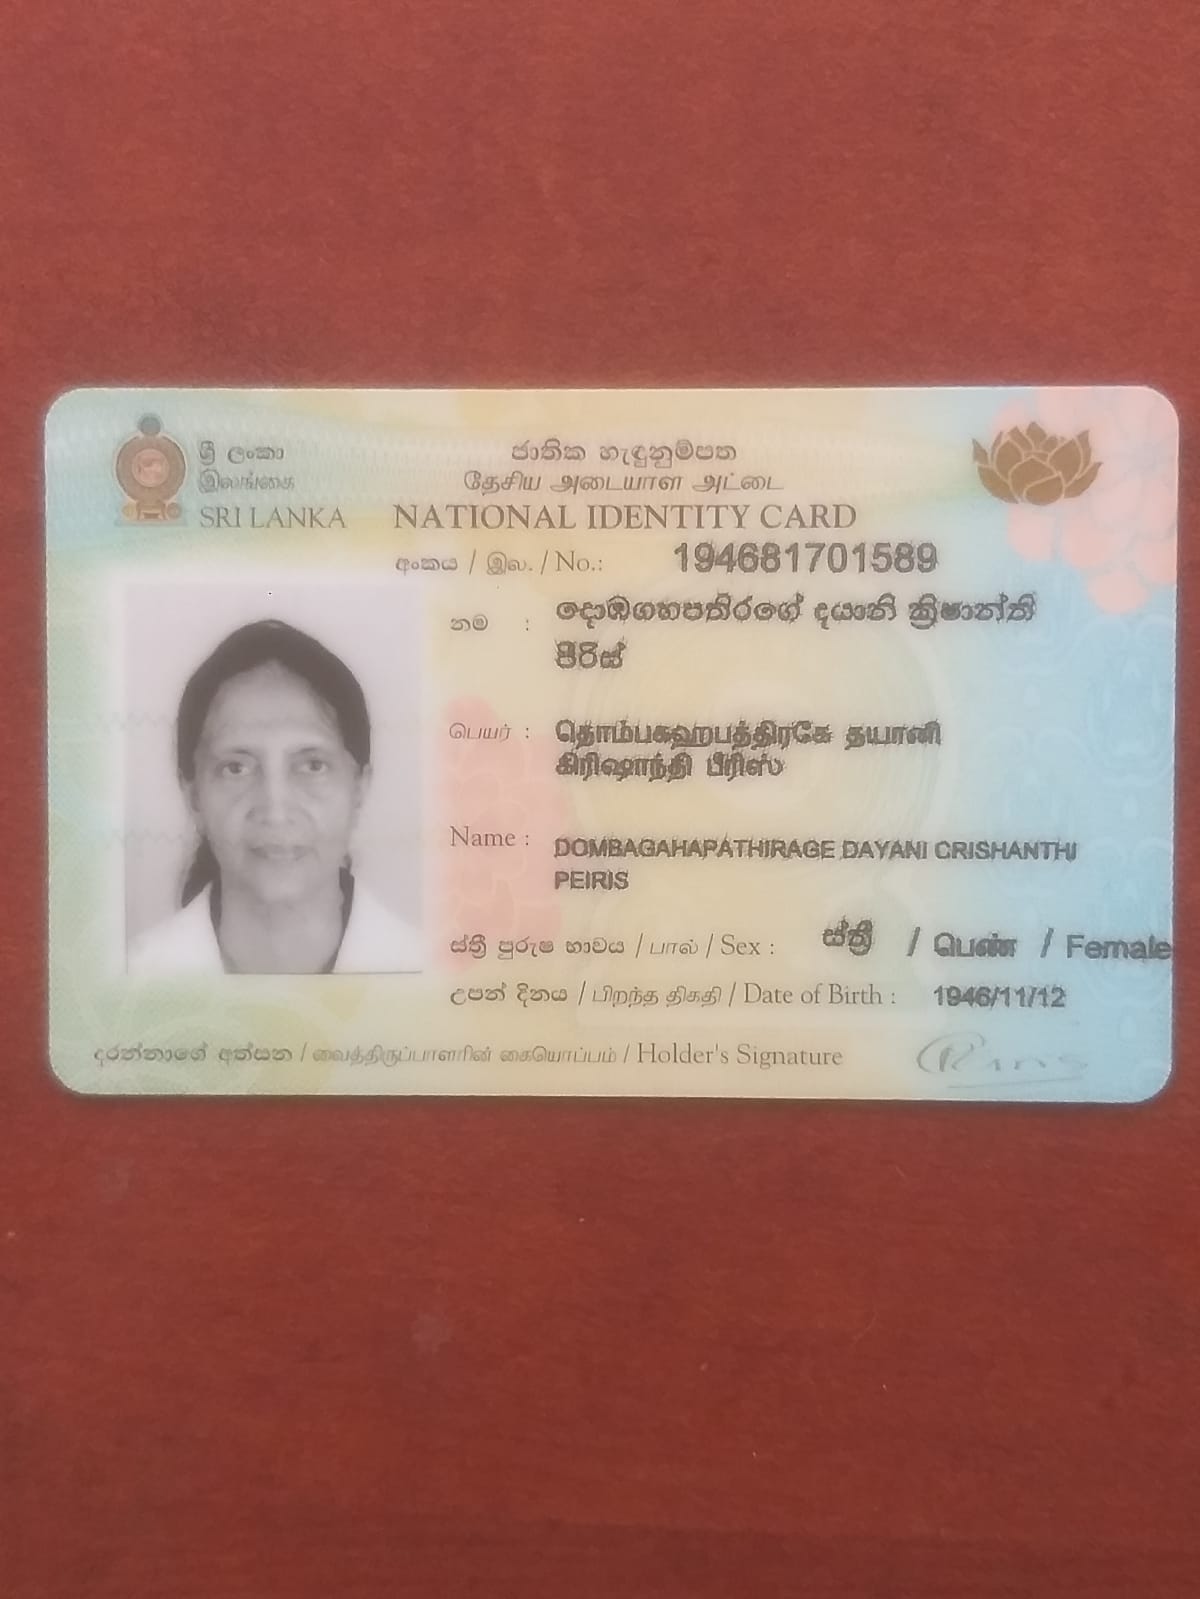 ශ්‍රී ලංකා
இலங்கை
SRI LANKA
ජාතික හැඳුනුම්පත
தேசிய அடையாள அட்டை
NATIONAL IDENTITY CARD
අංකය / இல. / No.: 194681701589
නම : දොඹගහපතිරගේ දයානි ක්‍රිෂාන්ති
පීරිස්
பெயர் : தொம்பகஹபத்திரகே தயானி
கிரிஷாந்தி பீரிஸ்
Name : DOMBAGAHAPATHIRAGE DAYANI CRISHANTHI
PEIRIS
ස්ත්‍රී පුරුෂ භාවය / பால் / Sex : ස්ත්‍රී / பெண் / Female
උපන් දිනය / பிறந்த திகதி / Date of Birth : 1946/11/12
දරන්නාගේ අත්සන / வைத்திருப்பாளரின் கையொப்பம் / Holder's Signature